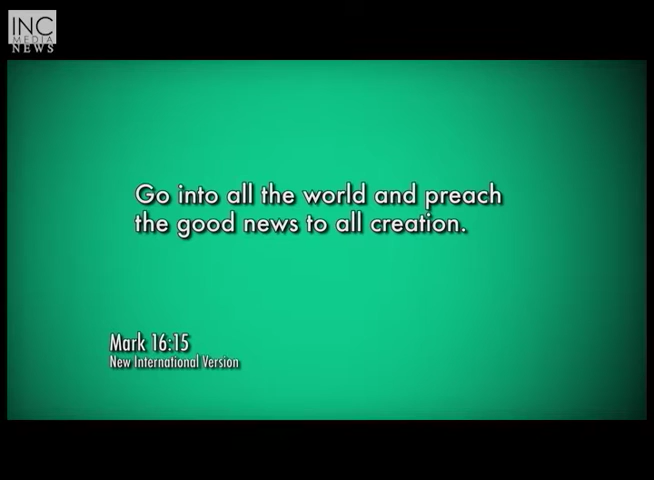 INC
MEDIA
NEWS
Go into all the world and preach
the good news to all creation.
Mark 16:15
New International Version